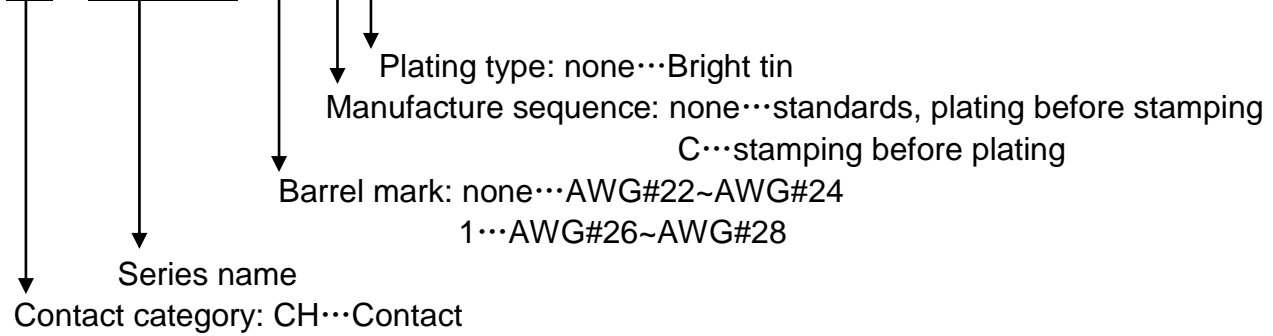 Plating type: none⋯Bright tin
Manufacture sequence: none⋯standards, plating before stamping
C⋯stamping before plating
Barrel mark: none⋯AWG#22~AWG#24
1⋯AWG#26~AWG#28
Series name
Contact category: CH⋯Contact